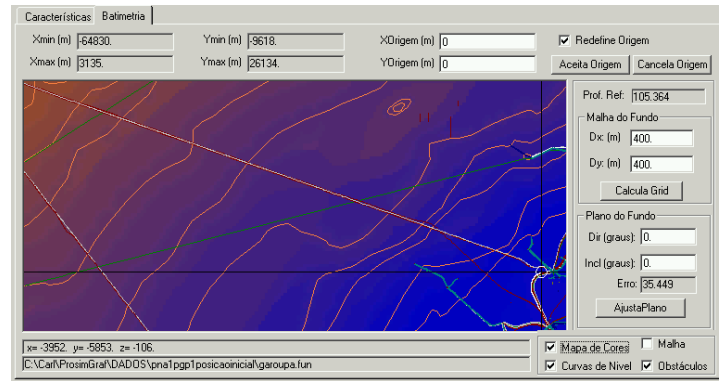 Características Batimetria
Xmin (m) -64830. Ymin (m) -9618. XOrigem (m) 0 Redefine Origem
Xmax (m) 3135. Ymax (m) 26134. YOrigem (m) 0 Aceita Origem Cancela Origem
Prof. Ref: 105.364
Malha do Fundo
Dx: (m) 400.
Dy: (m) 400.
Calcula Grid
Plano do Fundo
Dir (graus): 0.
Incl (graus): 0.
Erro: 35.449
AjustaPlano
x= -3952. y= -5853. z= -106.
C:\Carl\ProsimGraf\DADOS\pna1pgp1posicaoinicial\garoupa.fun
Mapa de Cores Malha
Curvas de Nivel Obstáculos